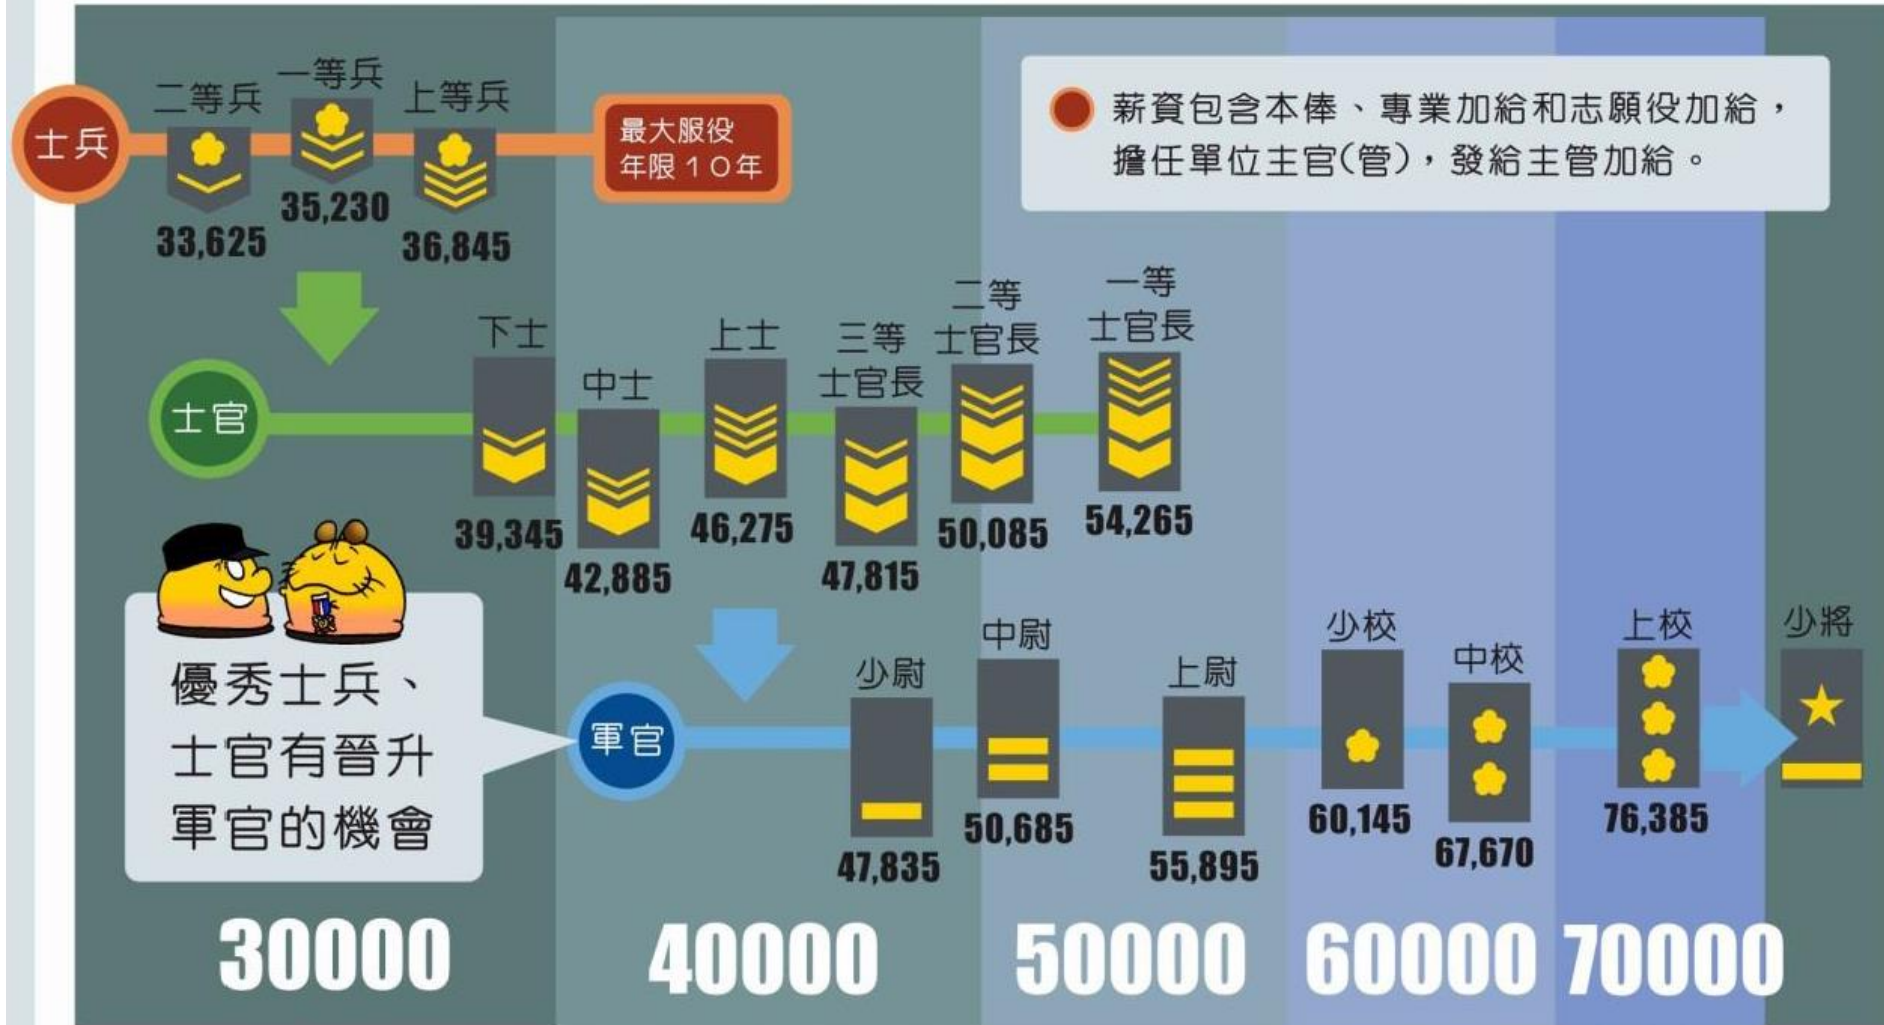 士兵
二等兵
33,625
一等兵
35,230
上等兵
36,845
最大服役
年限10年
薪資包含本俸、專業加給和志願役加給，
擔任單位主官(管)，發給主管加給。
士官
下士
39,345
中士
42,885
上士
46,275
三等
士官長
47,815
二等
士官長
50,085
一等
士官長
54,265
優秀士兵、
士官有晉升
軍官的機會
軍官
少尉
47,835
中尉
50,685
上尉
55,895
少校
60,145
中校
67,670
上校
76,385
少將
30000
40000
50000
60000
70000